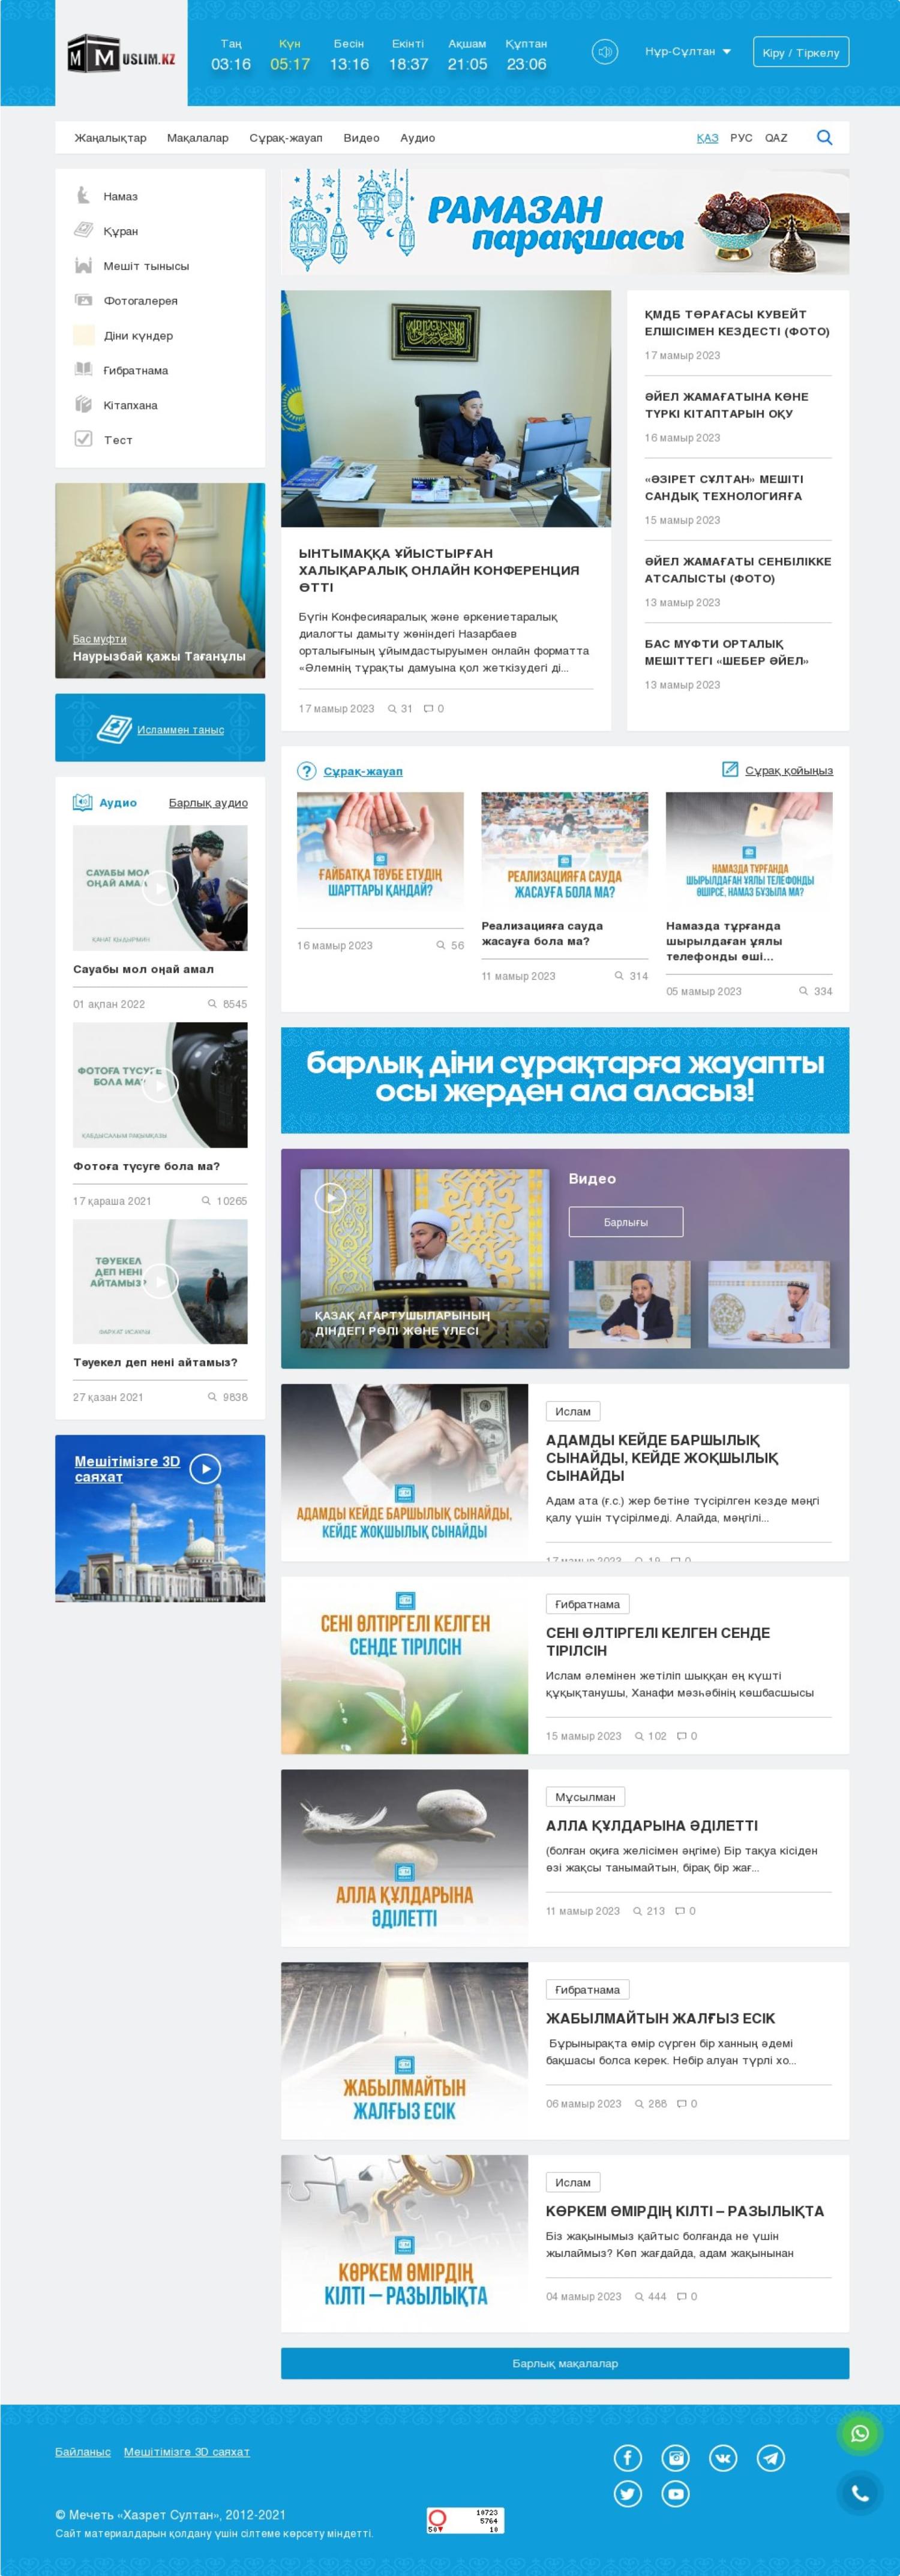 MUSLIM.KZ
Таң Күн Бесін Екінті Ақшам Құптан
03:16 05:17 13:16 18:37 21:05 23:06
Нұр-Сұлтан
Кіру / Тіркелу
Жаңалықтар Мақалалар Сұрақ-жауап Видео Аудио
ҚАЗ РУС QAZ
Намаз
Құран
Мешіт тынысы
Фотогалерея
Діни күндер
Ғибратнама
Кітапхана
Тест
Бас муфти
Наурызбай қажы Тағанұлы
Исламмен таныс
Аудио
Барлық аудио
САУАБЫ МОЛ
ОҢАЙ АМАЛ
Сауабы мол оңай амал
01 ақпан 2022 8545
ФОТОҒА ТҮСУГЕ
БОЛА МА?
Фотоға түсуге бола ма?
17 қараша 2021 10265
ТӘУЕКЕЛ
ДЕП НЕНІ
АЙТАМЫЗ?
Тәуекел деп нені айтамыз?
27 қазан 2021 9838
Мешітімізге 3D
саяхат
РАМАЗАН
парақшасы
ЫНТЫМАҚҚА ҰЙЫСТЫРҒАН
ХАЛЫҚАРАЛЫҚ ОНЛАЙН КОНФЕРЕНЦИЯ
ӨТТІ
Бүгін Конфесияаралық және өркениетаралық
диалогты дамыту жөніндегі Назарбаев
орталығының ұйымдастыруымен онлайн форматта
«Әлемнің тұрақты дамуына қол жеткізудегі ді...
17 мамыр 2023 31 0
ҚМДБ ТӨРАҒАСЫ КУВЕЙТ
ЕЛШІСІМЕН КЕЗДЕСТІ (ФОТО)
17 мамыр 2023
ӘЙЕЛ ЖАМАҒАТЫНА КӨНЕ
ТҮРКІ КІТАПТАРЫН ОҚУ
16 мамыр 2023
«ӘЗІРЕТ СҰЛТАН» МЕШІТІ
САНДЫҚ ТЕХНОЛОГИЯҒА
15 мамыр 2023
ӘЙЕЛ ЖАМАҒАТЫ СЕНБІЛІККЕ
АТСАЛЫСТЫ (ФОТО)
13 мамыр 2023
БАС МҮФТИ ОРТАЛЫҚ
МЕШІТТЕГІ «ШЕБЕР ӘЙЕЛ»
13 мамыр 2023
Сұрақ-жауап
Сұрақ қойыңыз
ҒАЙБАТҚА ТӘУБЕ ЕТУДІҢ
ШАРТТАРЫ ҚАНДАЙ?
16 мамыр 2023 56
РЕАЛИЗАЦИЯҒА САУДА
ЖАСАУҒА БОЛА МА?
Реализацияға сауда
жасауға бола ма?
11 мамыр 2023 314
НАМАЗДА ТҰРҒАНДА
ШЫРЫЛДАҒАН ҰЯЛЫ ТЕЛЕФОНДЫ
ӨШІРСЕ, НАМАЗ БҰЗЫЛА МА?
Намазда тұрғанда
шырылдаған ұялы
телефонды өші...
05 мамыр 2023 334
барлық діни сұрақтарға жауапты
осы жерден ала аласыз!
ҚАЗАҚ АҒАРТУШЫЛАРЫНЫҢ
ДІНДЕГІ РӨЛІ ЖӘНЕ ҮЛЕСІ
Видео
Барлығы
АДАМДЫ КЕЙДЕ БАРШЫЛЫҚ СЫНАЙДЫ,
КЕЙДЕ ЖОҚШЫЛЫҚ СЫНАЙДЫ
Ислам
АДАМДЫ КЕЙДЕ БАРШЫЛЫҚ
СЫНАЙДЫ, КЕЙДЕ ЖОҚШЫЛЫҚ
СЫНАЙДЫ
Адам ата (ғ.с.) жер бетіне түсірілген кезде мәңгі
қалу үшін түсірілмеді. Алайда, мәңгілі...
17 мамыр 2023 19 0
СЕНІ ӨЛТІРГЕЛІ КЕЛГЕН
СЕНДЕ ТІРІЛСІН
Ғибратнама
СЕНІ ӨЛТІРГЕЛІ КЕЛГЕН СЕНДЕ
ТІРІЛСІН
Ислам әлемінен жетіліп шыққан ең күшті
құқықтанушы, Ханафи мәзһәбінің көшбасшысы
15 мамыр 2023 102 0
АЛЛА ҚҰЛДАРЫНА
ӘДІЛЕТТІ
Мұсылман
АЛЛА ҚҰЛДАРЫНА ӘДІЛЕТТІ
(болған оқиға желісімен әңгіме) Бір тақуа кісіден
өзі жақсы танымайтын, бірақ бір жағ...
11 мамыр 2023 213 0
ЖАБЫЛМАЙТЫН
ЖАЛҒЫЗ ЕСІК
Ғибратнама
ЖАБЫЛМАЙТЫН ЖАЛҒЫЗ ЕСІК
Бұрынырақта өмір сүрген бір ханның әдемі
бақшасы болса керек. Небір алуан түрлі хо...
06 мамыр 2023 288 0
КӨРКЕМ ӨМІРДІҢ
КІЛТІ – РАЗЫЛЫҚТА
Ислам
КӨРКЕМ ӨМІРДІҢ КІЛТІ – РАЗЫЛЫҚТА
Біз жақынымыз қайтыс болғанда не үшін
жылаймыз? Көп жағдайда, адам жақынынан
04 мамыр 2023 444 0
Барлық мақалалар
Байланыс Мешітімізге 3D саяхат
© Мечеть «Хазрет Султан», 2012-2021
Сайт материалдарын қолдану үшін сілтеме көрсету міндетті.
10723
5764
10